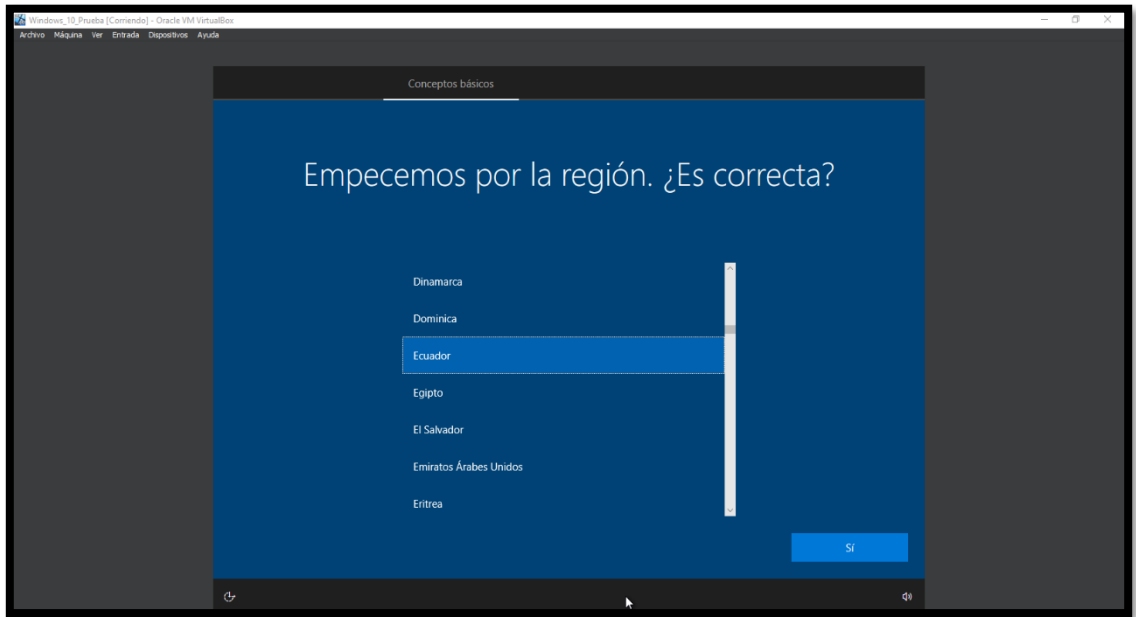 Windows_10_Prueba [Corriendo] - Oracle VM VirtualBox
Archivo Máquina Ver Entrada Dispositivos Ayuda
Conceptos básicos
Empecemos por la región. ¿Es correcta?
Dinamarca
Dominica
Ecuador
Egipto
El Salvador
Emiratos Árabes Unidos
Eritrea
Sí